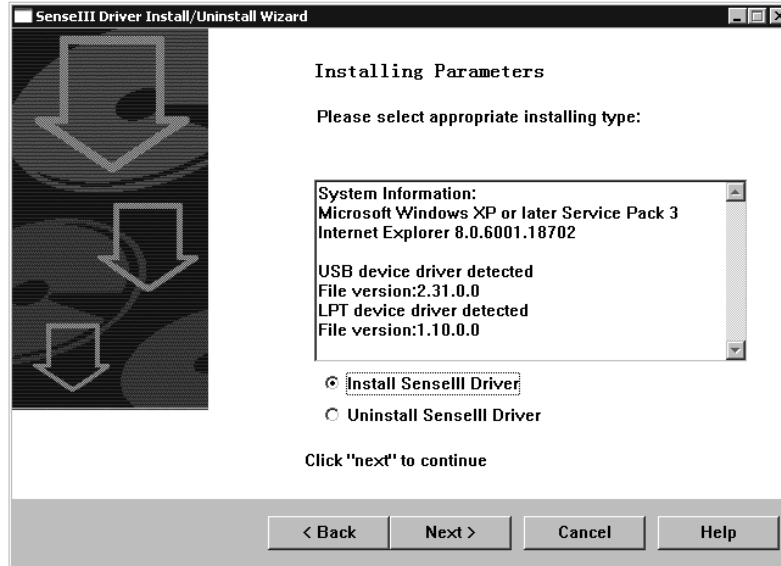 SenseIII Driver Install/Uninstall Wizard
Installing Parameters
Please select appropriate installing type:
System Information:
Microsoft Windows XP or later Service Pack 3
Internet Explorer 8.0.6001.18702
USB device driver detected
File version:2.31.0.0
LPT device driver detected
File version:1.10.0.0
Install SenseIII Driver
Uninstall SenseIII Driver
Click "next" to continue
< Back Next > Cancel Help